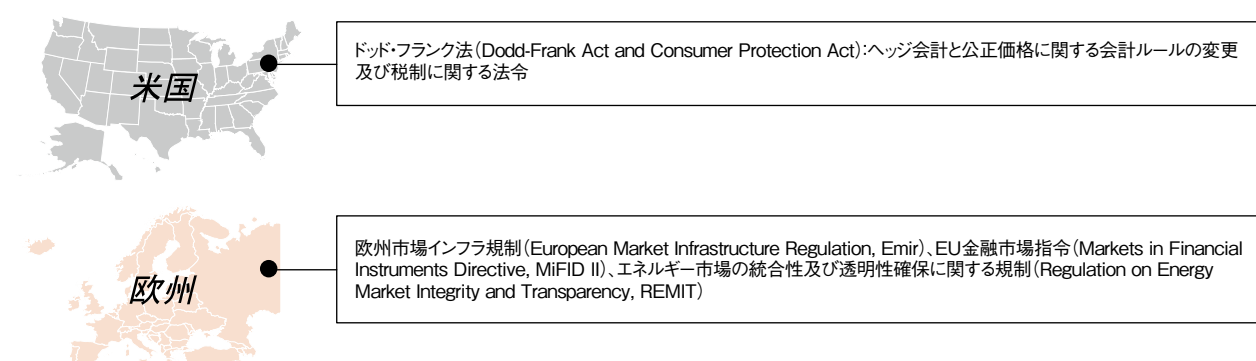 米国
ドッド・フランク法（Dodd-Frank Act and Consumer Protection Act）：ヘッジ会計と公正価格に関する会計ルールの変更
及び税制に関する法令
欧州
欧州市場インフラ規制（European Market Infrastructure Regulation, Emir）、EU金融市場指令（Markets in Financial
Instruments Directive, MiFID II）、エネルギー市場の統合性及び透明性確保に関する規制（Regulation on Energy
Market Integrity and Transparency, REMIT）